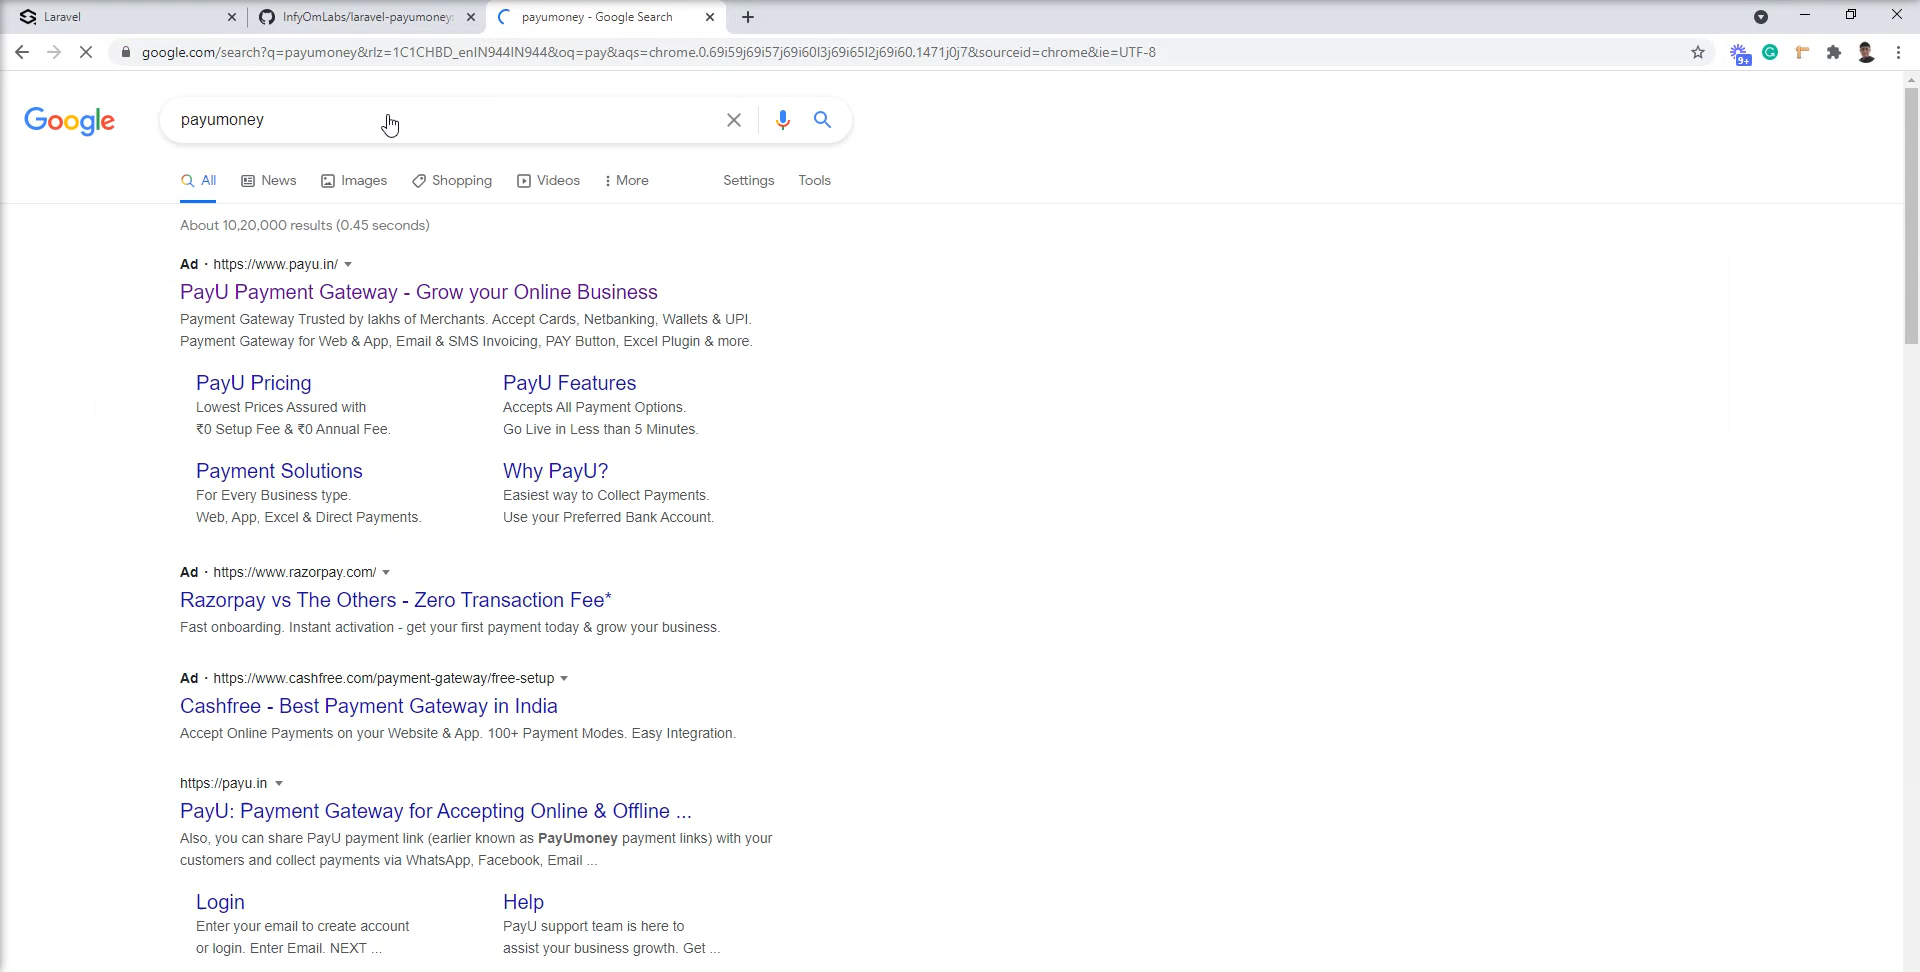 Laravel
InfyOmLabs/laravel-payumoney:
payumoney - Google Search
google.com/search?q=payumoney&rlz=1C1CHBD_enIN944IN944&oq=pay&aqs=chrome.0.69i59j69i57j69i60l3j69i65l2j69i60.1471j0j7&sourceid=chrome&ie=UTF-8
9+
Google
payumoney
All News Images Shopping Videos More Settings Tools
About 10,20,000 results (0.45 seconds)
Ad · https://www.payu.in/
PayU Payment Gateway - Grow your Online Business
Payment Gateway Trusted by lakhs of Merchants. Accept Cards, Netbanking, Wallets & UPI.
Payment Gateway for Web & App, Email & SMS Invoicing, PAY Button, Excel Plugin & more.
PayU Pricing
Lowest Prices Assured with
₹0 Setup Fee & ₹0 Annual Fee.
PayU Features
Accepts All Payment Options.
Go Live in Less than 5 Minutes.
Payment Solutions
For Every Business type.
Web, App, Excel & Direct Payments.
Why PayU?
Easiest way to Collect Payments.
Use your Preferred Bank Account.
Ad · https://www.razorpay.com/
Razorpay vs The Others - Zero Transaction Fee*
Fast onboarding. Instant activation - get your first payment today & grow your business.
Ad · https://www.cashfree.com/payment-gateway/free-setup
Cashfree - Best Payment Gateway in India
Accept Online Payments on your Website & App. 100+ Payment Modes. Easy Integration.
https://payu.in
PayU: Payment Gateway for Accepting Online & Offline ...
Also, you can share PayU payment link (earlier known as PayUmoney payment links) with your
customers and collect payments via WhatsApp, Facebook, Email ...
Login
Enter your email to create account
or login. Enter Email. NEXT ...
Help
PayU support team is here to
assist your business growth. Get ...